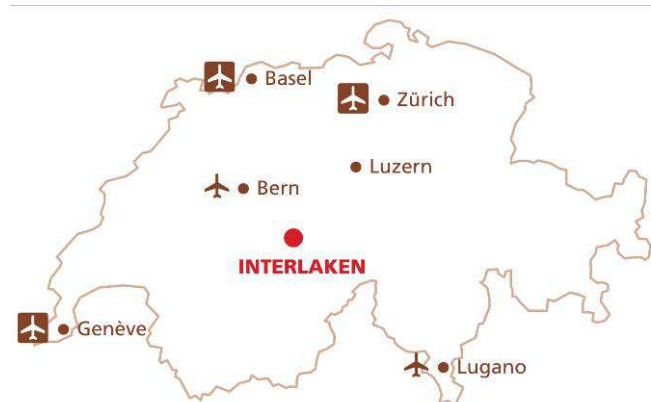 Basel
Zürich
Luzern
Bern
INTERLAKEN
Genève
Lugano